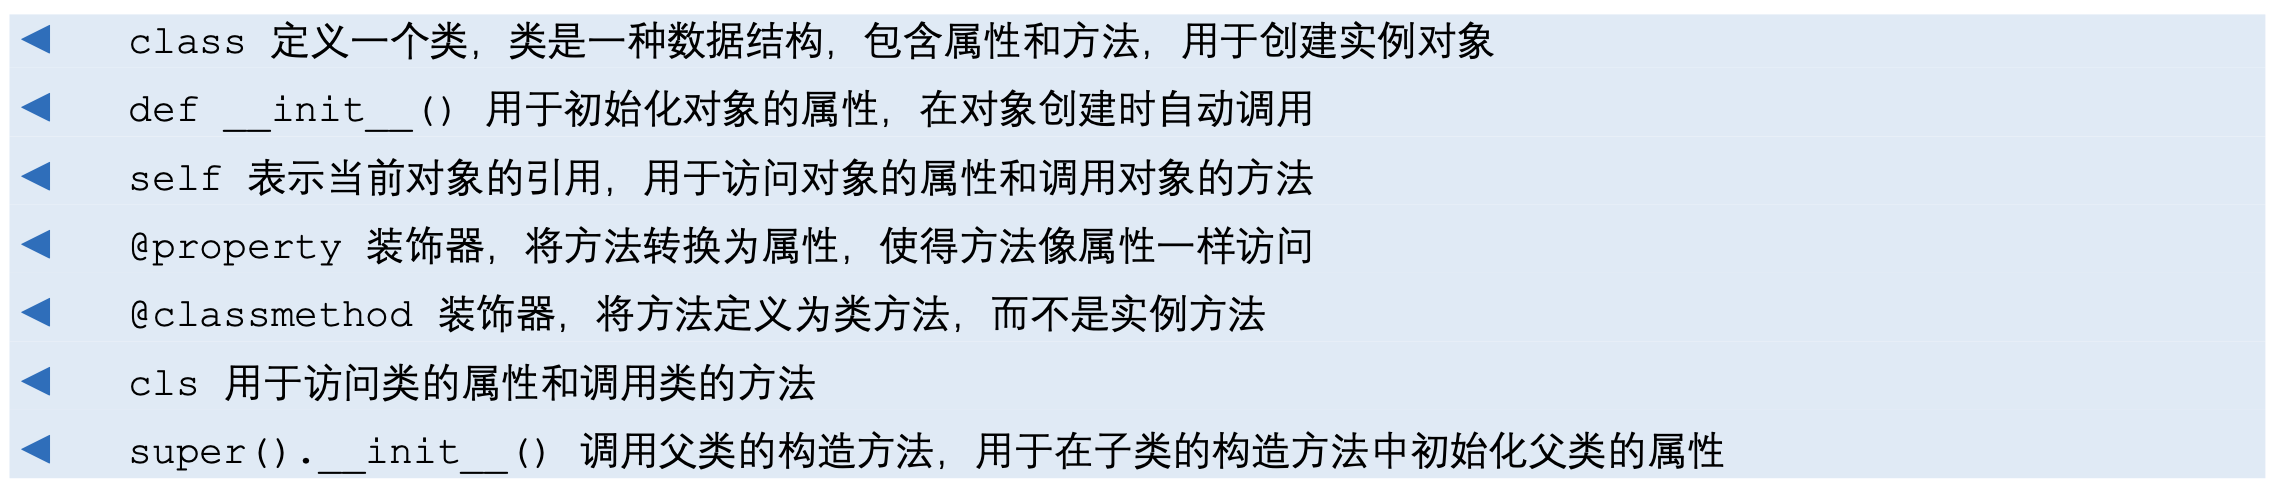 class 定义一个类，类是一种数据结构，包含属性和方法，用于创建实例对象
def __init__() 用于初始化对象的属性，在对象创建时自动调用
self 表示当前对象的引用，用于访问对象的属性和调用对象的方法
@property 装饰器，将方法转换为属性，使得方法像属性一样访问
@classmethod 装饰器，将方法定义为类方法，而不是实例方法
cls 用于访问类的属性和调用类的方法
super().__init__() 调用父类的构造方法，用于在子类的构造方法中初始化父类的属性